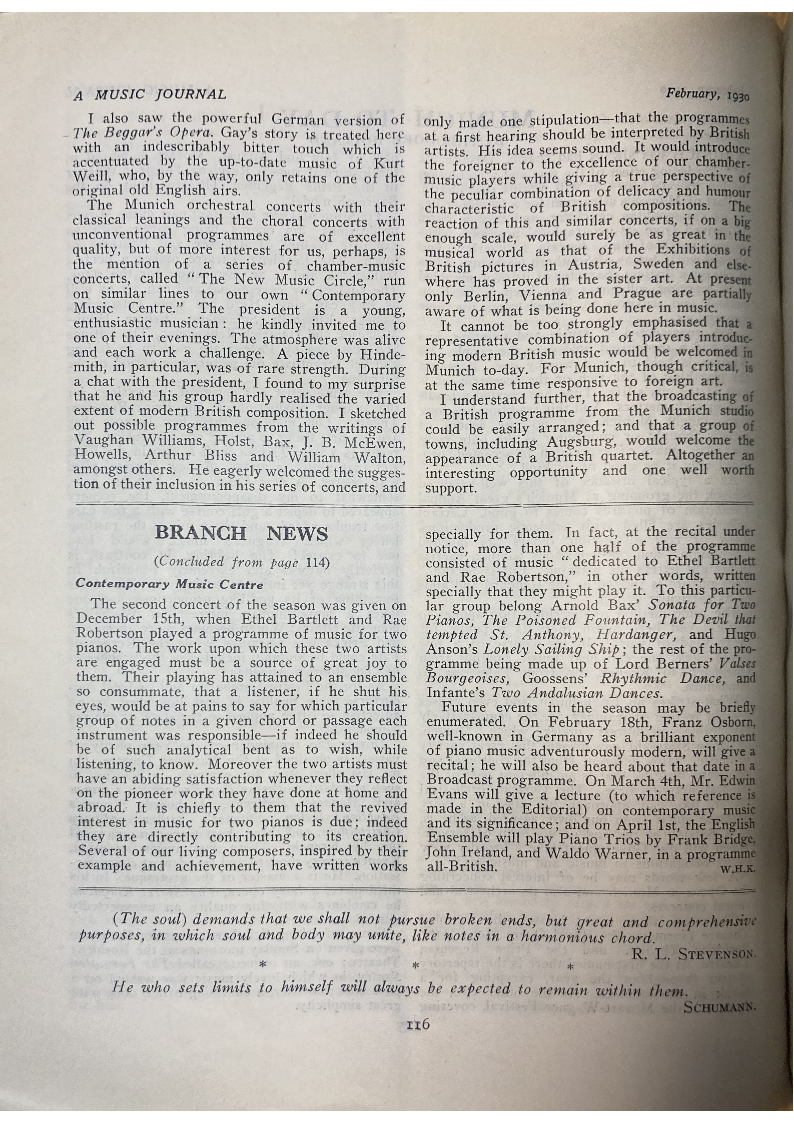 A MUSIC JOURNAL
February, 1930
I also saw the powerful German version of
The Beggar's Opera. Gay's story is treated here
with an indescribably bitter touch which is
accentuated by the up-to-date music of Kurt
Weill, who, by the way, only retains one of the
original old English airs.
The Munich orchestral concerts with their
classical leanings and the choral concerts with
unconventional programmes are of excellent
quality, but of more interest for us, perhaps, is
the mention of a series of chamber-music
concerts, called “ The New Music Circle,” run
on similar lines to our own “ Contemporary
Music Centre.” The president is a young,
enthusiastic musician : he kindly invited me to
one of their evenings. The atmosphere was alive
and each work a challenge. A piece by Hinde-
mith, in particular, was of rare strength. During
a chat with the president, I found to my surprise
that he and his group hardly realised the varied
extent of modern British composition. I sketched
out possible programmes from the writings of
Vaughan Williams, Holst, Bax, J. B. McEwen,
Howells, Arthur Bliss and William Walton,
amongst others. He eagerly welcomed the sugges-
tion of their inclusion in his series of concerts, and
only made one stipulation—that the programmes
at a first hearing should be interpreted by British
artists. His idea seems sound. It would introduce
the foreigner to the excellence of our chamber-
music players while giving a true perspective of
the peculiar combination of delicacy and humour
characteristic of British compositions. The
reaction of this and similar concerts, if on a big
enough scale, would surely be as great in the
musical world as that of the Exhibitions of
British pictures in Austria, Sweden and else-
where has proved in the sister art. At present
only Berlin, Vienna and Prague are partially
aware of what is being done here in music.
It cannot be too strongly emphasised that a
representative combination of players introduc-
ing modern British music would be welcomed in
Munich to-day. For Munich, though critical, is
at the same time responsive to foreign art.
I understand further, that the broadcasting of
a British programme from the Munich studio
could be easily arranged; and that a group of
towns, including Augsburg, would welcome the
appearance of a British quartet. Altogether an
interesting opportunity and one well worth
support.
BRANCH NEWS
(Concluded from page 114)
Contemporary Music Centre
The second concert of the season was given on
December 15th, when Ethel Bartlett and Rae
Robertson played a programme of music for two
pianos. The work upon which these two artists
are engaged must be a source of great joy to
them. Their playing has attained to an ensemble
so consummate, that a listener, if he shut his
eyes, would be at pains to say for which particular
group of notes in a given chord or passage each
instrument was responsible—if indeed he should
be of such analytical bent as to wish, while
listening, to know. Moreover the two artists must
have an abiding satisfaction whenever they reflect
on the pioneer work they have done at home and
abroad. It is chiefly to them that the revived
interest in music for two pianos is due; indeed
they are directly contributing to its creation.
Several of our living composers, inspired by their
example and achievement, have written works
specially for them. In fact, at the recital under
notice, more than one half of the programme
consisted of music “ dedicated to Ethel Bartlett
and Rae Robertson,” in other words, written
specially that they might play it. To this particu-
lar group belong Arnold Bax' Sonata for Two
Pianos, The Poisoned Fountain, The Devil that
tempted St. Anthony, Hardanger, and Hugo
Anson's Lonely Sailing Ship; the rest of the pro-
gramme being made up of Lord Berners' Valses
Bourgeoises, Goossens' Rhythmic Dance, and
Infante's Two Andalusian Dances.
Future events in the season may be briefly
enumerated. On February 18th, Franz Osborn,
well-known in Germany as a brilliant exponent
of piano music adventurously modern, will give a
recital; he will also be heard about that date in a
Broadcast programme. On March 4th, Mr. Edwin
Evans will give a lecture (to which reference is
made in the Editorial) on contemporary music
and its significance; and on April 1st, the English
Ensemble will play Piano Trios by Frank Bridge,
John Ireland, and Waldo Warner, in a programme
all-British.
W.H.K.
(The soul) demands that we shall not pursue broken ends, but great and comprehensive
purposes, in which soul and body may unite, like notes in a harmonious chord.
R. L. STEVENSON.
* * *
He who sets limits to himself will always be expected to remain within them.
SCHUMANN.
116